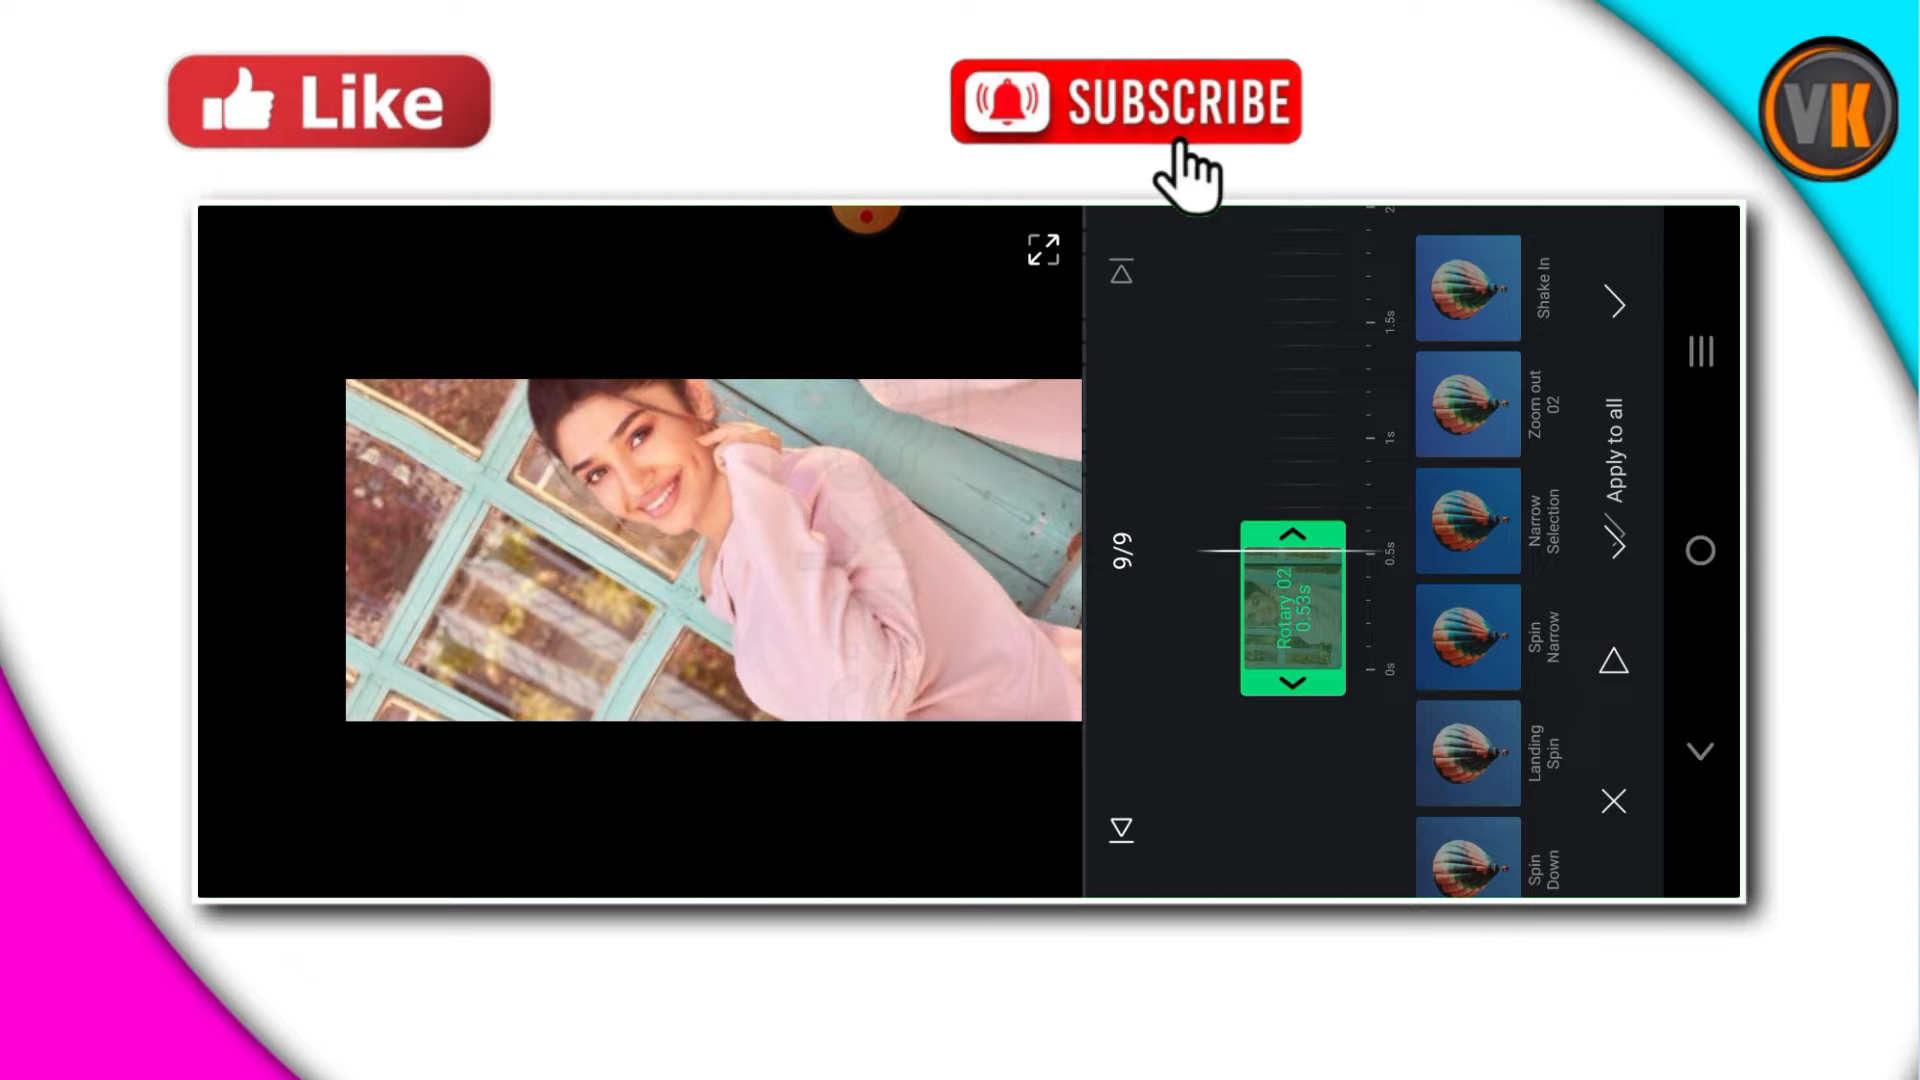 Like
SUBSCRIBE
VK
9/9
Rotary 02
0.53s
2
1.5s
1s
0.5s
0s
Shake In
Zoom out
02
Narrow
Selection
Spin
Narrow
Landing
Spin
Spin
Down
Apply to all